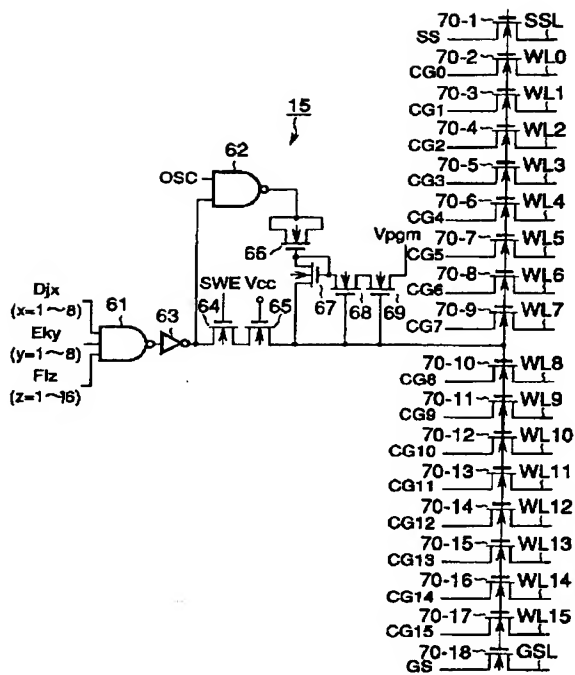 70-1 SSL
SS
70-2 WL0
CG0
70-3 WL1
CG1
15
70-4 WL2
CG2
62
70-5 WL3
CG3
OSC
70-6 WL4
CG4
66
Vpgm
70-7 WL5
CG5
Djx
(x=1~8)
61
63
SWE Vcc
64
65
67
68
69
70-8 WL6
CG6
70-9 WL7
CG7
Eky
(y=1~8)
Flz
(z=1~16)
70-10 WL8
CG8
70-11 WL9
CG9
70-12 WL10
CG10
70-13 WL11
CG11
70-14 WL12
CG12
70-15 WL13
CG13
70-16 WL14
CG14
70-17 WL15
CG15
70-18 GSL
GS